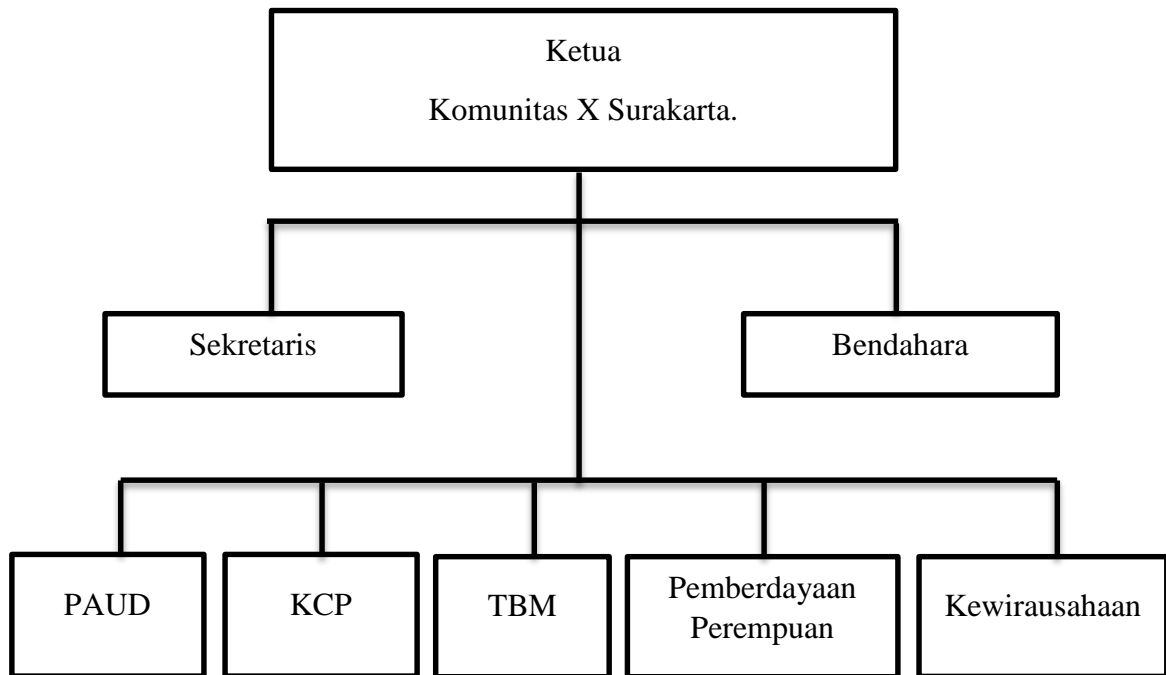 Ketua
Komunitas X Surakarta.
Sekretaris
Bendahara
PAUD
KCP
TBM
Pemberdayaan
Perempuan
Kewirausahaan